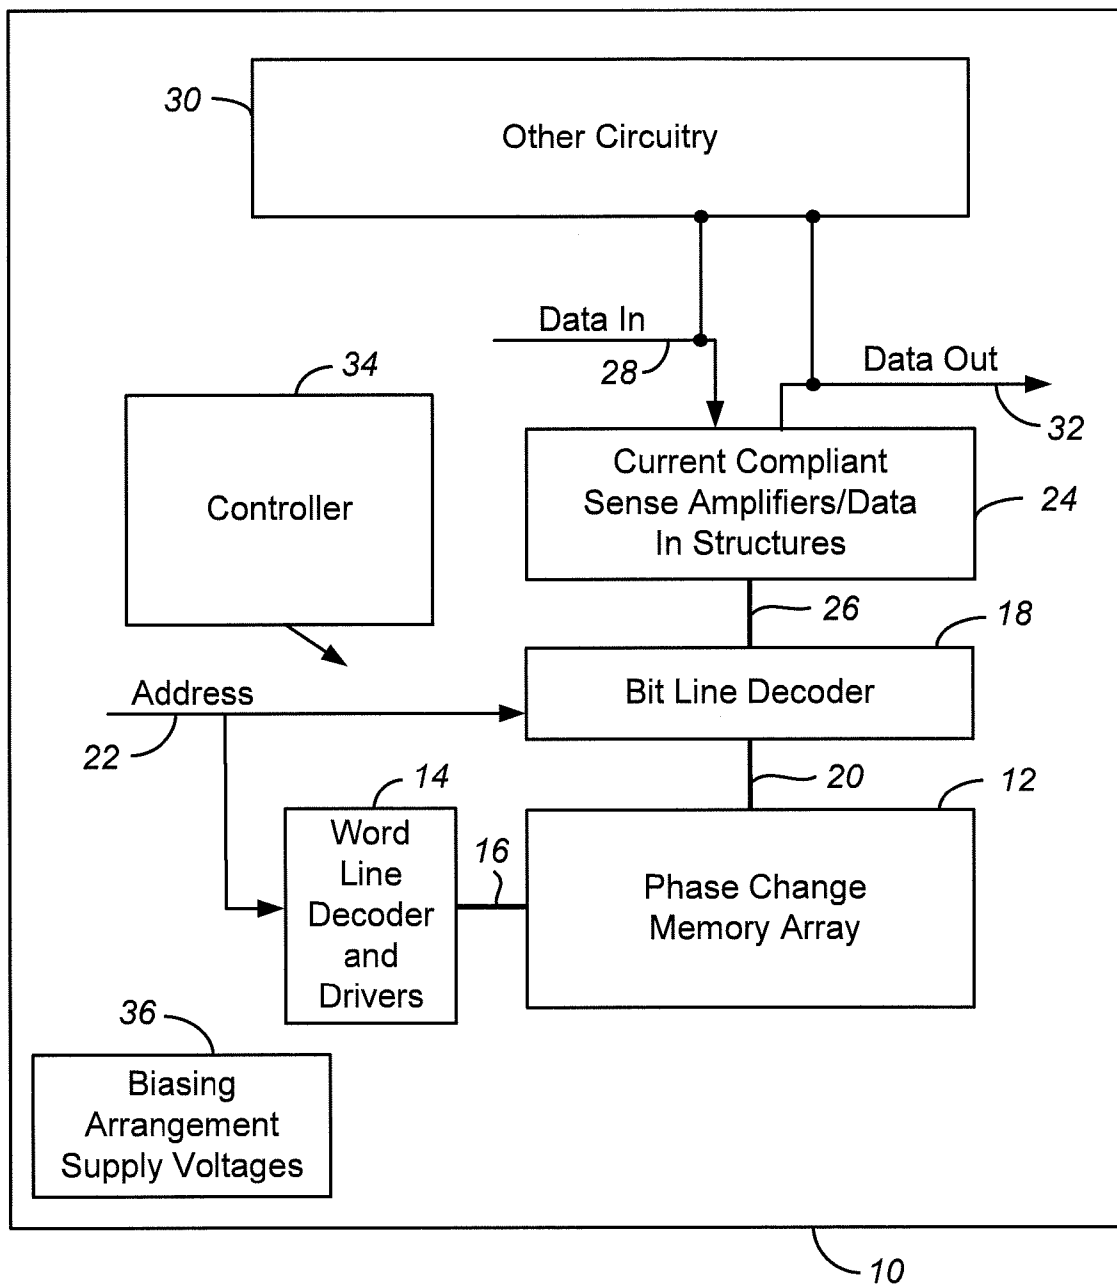 30
Other Circuitry
Data In
28
Data Out
32
34
Controller
Current Compliant
Sense Amplifiers/Data
In Structures
24
26
18
Address
22
Bit Line Decoder
20
12
14
Word
Line
Decoder
and
Drivers
16
Phase Change
Memory Array
36
Biasing
Arrangement
Supply Voltages
10